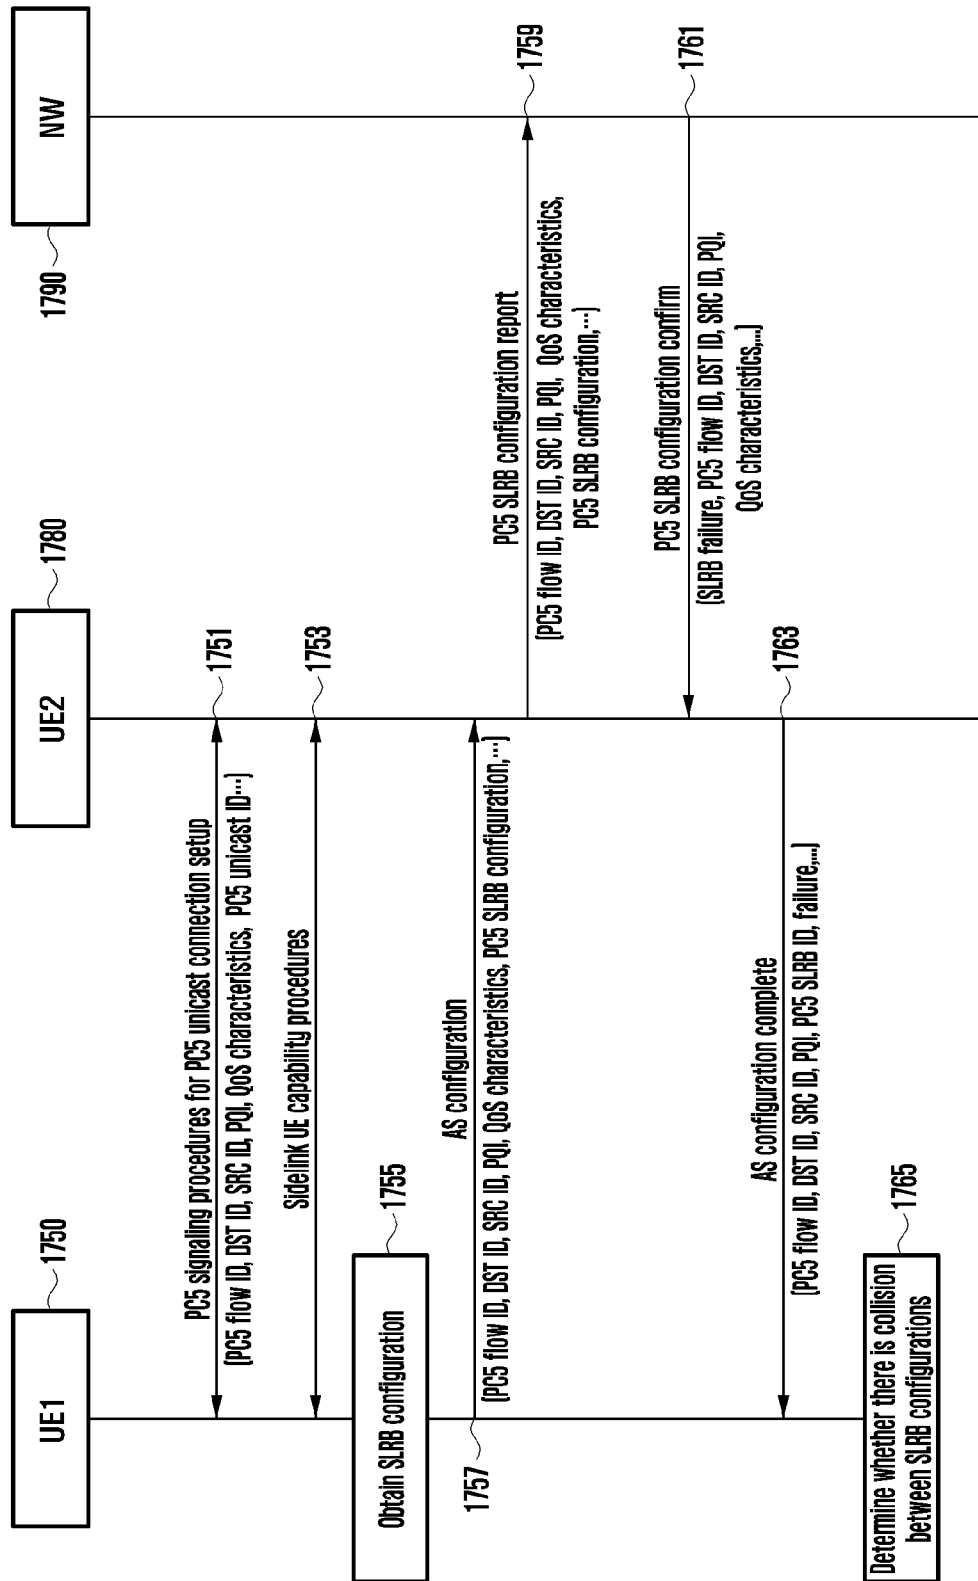 UE1
1750
UE2
1780
NW
1790
PC5 signaling procedures for PC5 unicast connection setup
(PC5 flow ID, DST ID, SRC ID, PQI, QoS characteristics, PC5 unicast ID···)
1751
Sidelink UE capability procedures
1753
Obtain SLRB configuration
1755
AS configuration
(PC5 flow ID, DST ID, SRC ID, PQI, QoS characteristics, PC5 SLRB configuration,···)
1757
PC5 SLRB configuration report
(PC5 flow ID, DST ID, SRC ID, PQI, QoS characteristics,
PC5 SLRB configuration,···)
1759
PC5 SLRB configuration confirm
(SLRB failure, PC5 flow ID, DST ID, SRC ID, PQI,
QoS characteristics,...)
1761
AS configuration complete
(PC5 flow ID, DST ID, SRC ID, PQI, PC5 SLRB ID, failure,...)
1763
Determine whether there is collision
between SLRB configurations
1765